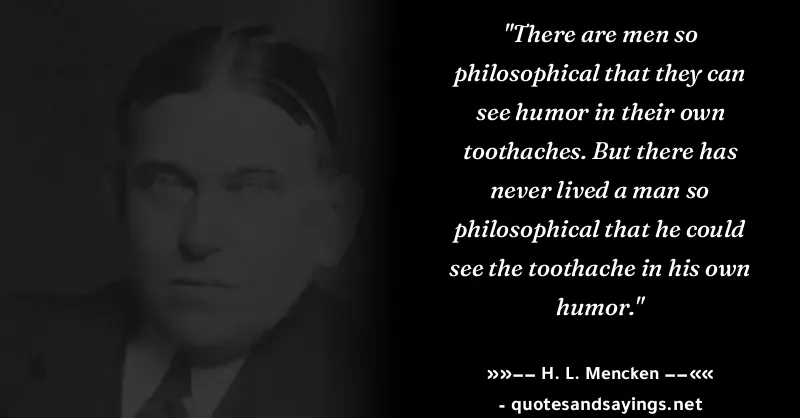 "There are men so
philosophical that they can
see humor in their own
toothaches. But there has
never lived a man so
philosophical that he could
see the toothache in his own
humor."
»»—— H. L. Mencken ——««
- quotesandsayings.net